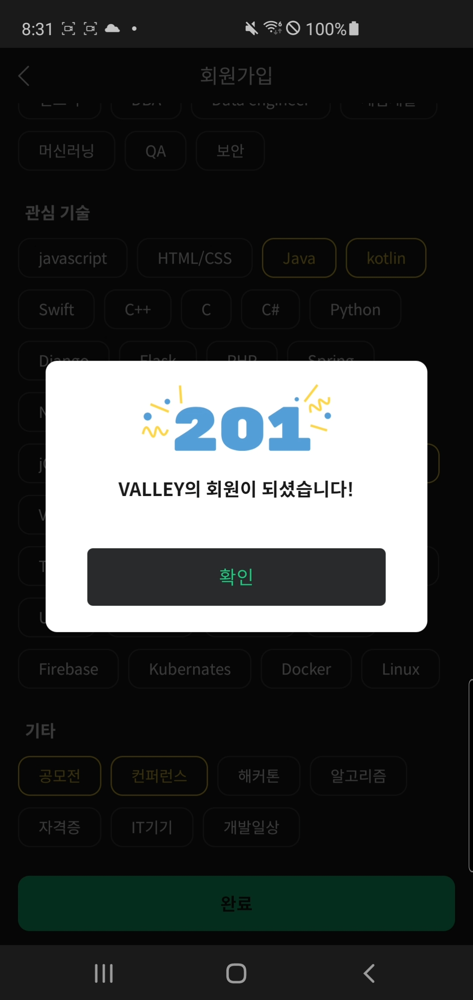 8:31 100%
회원가입
DBA Data engineer 게임개발
머신러닝 QA 보안
관심 기술
javascript HTML/CSS Java kotlin
Swift C++ C C# Python
Django Flask PHP Spring
201
VALLEY의 회원이 되셨습니다!
확인
Firebase Kubernates Docker Linux
기타
공모전 컨퍼런스 해커톤 알고리즘
자격증 IT기기 개발일상
완료